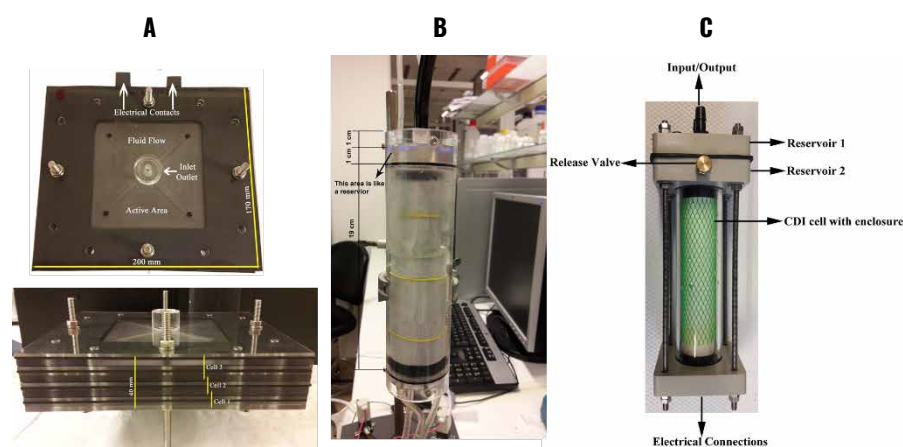 A
B
C
Electrical Contacts
Fluid Flow
Inlet
Outlet
Active Area
170 mm
200 mm
Cell 3
Cell 2
Cell 1
40 mm
1 cm
1 cm
This area is like
a reservior
19 cm
Input/Output
Reservoir 1
Release Valve
Reservoir 2
CDI cell with enclosure
Electrical Connections